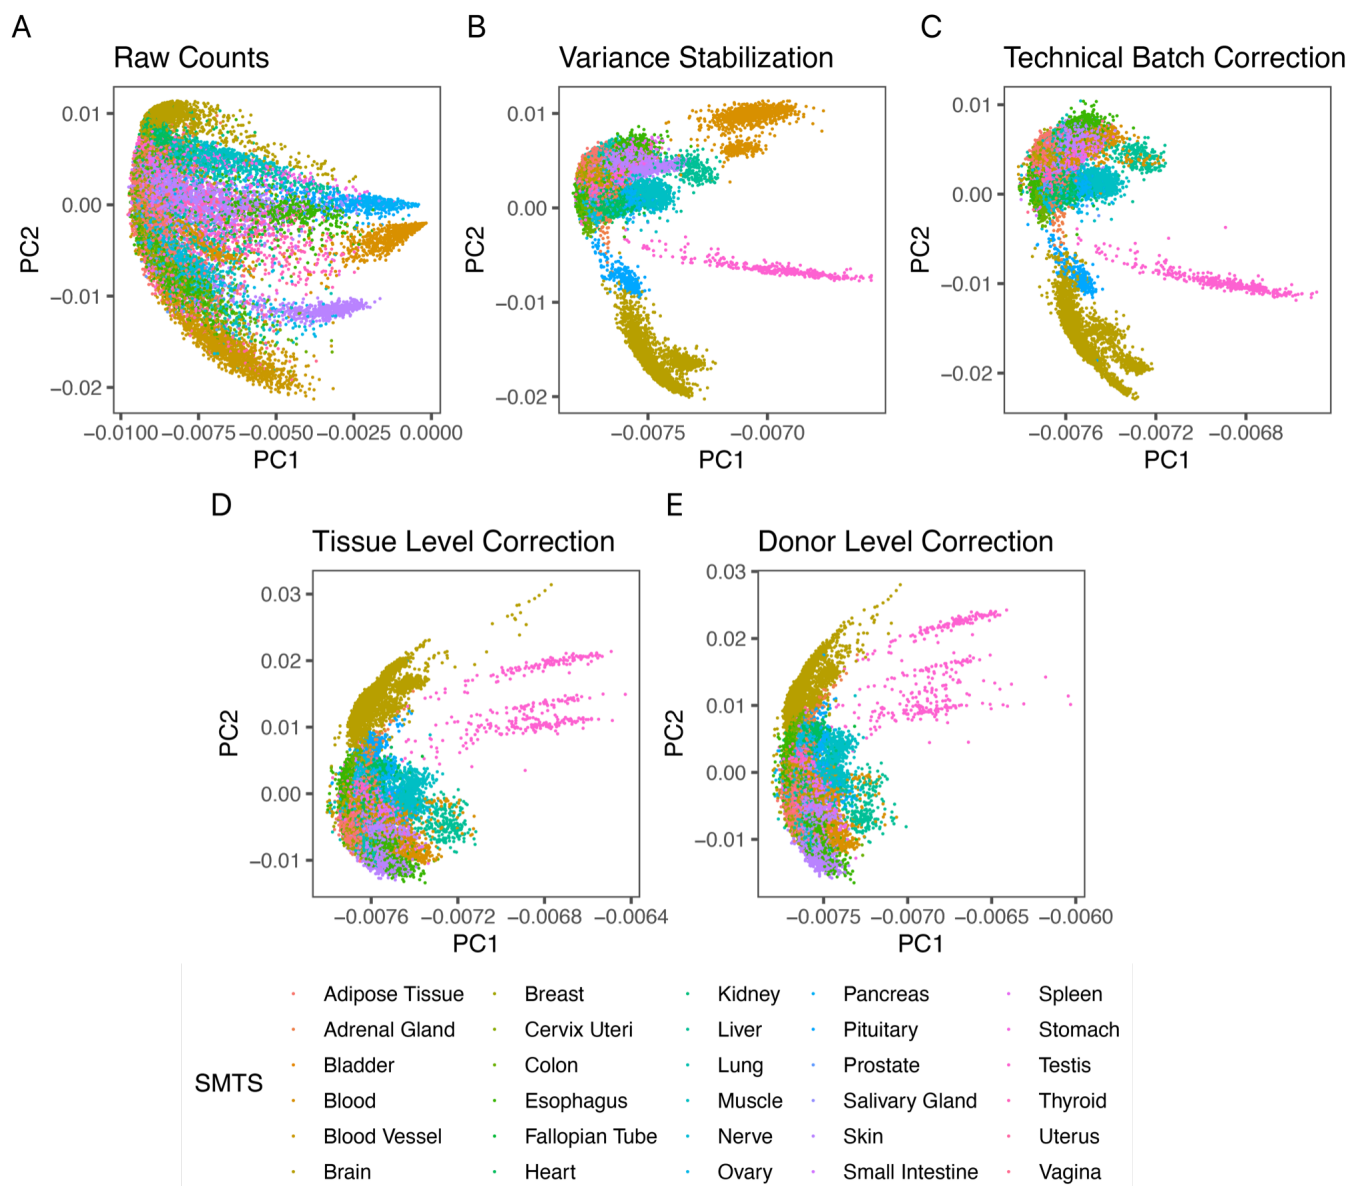 A
B
C
Raw Counts
Variance Stabilization
Technical Batch Correction
PC2
0.01
0.00
−0.01
−0.02
−0.0100 −0.0075 −0.0050 −0.0025 0.0000
PC1
PC2
0.01
0.00
−0.01
−0.02
−0.0075 −0.0070
PC1
PC2
0.01
0.00
−0.01
−0.02
−0.0076 −0.0072 −0.0068
PC1
D
E
Tissue Level Correction
Donor Level Correction
PC2
0.03
0.02
0.01
0.00
−0.01
−0.0076 −0.0072 −0.0068 −0.0064
PC1
PC2
0.03
0.02
0.01
0.00
−0.01
−0.0075 −0.0070 −0.0065 −0.0060
PC1
SMTS
Adipose Tissue
Adrenal Gland
Bladder
Blood
Blood Vessel
Brain
Breast
Cervix Uteri
Colon
Esophagus
Fallopian Tube
Heart
Kidney
Liver
Lung
Muscle
Nerve
Ovary
Pancreas
Pituitary
Prostate
Salivary Gland
Skin
Small Intestine
Spleen
Stomach
Testis
Thyroid
Uterus
Vagina